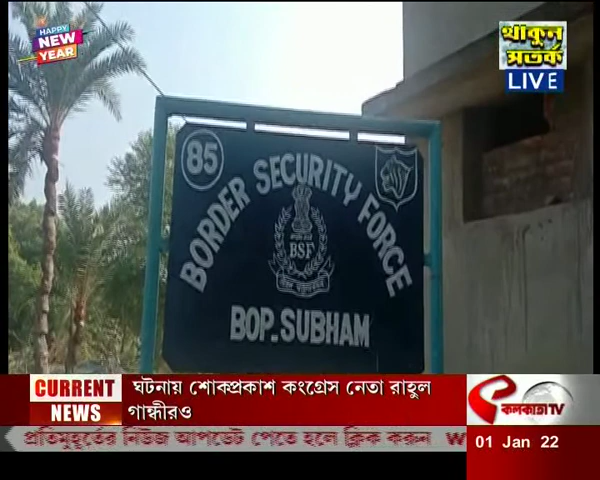 HAPPY
NEW
YEAR
থাকুন
সতর্ক
LIVE
85
BORDER SECURITY FORCE
BSF
BOP.SUBHAM
CURRENT
NEWS
ঘটনায় শোকপ্রকাশ কংগ্রেস নেতা রাহুল
গান্ধীরও
কলকাতা TV
প্রতিমুহূর্তের নিউজ আপডেট পেতে হলে ক্লিক করুন W
01 Jan 22